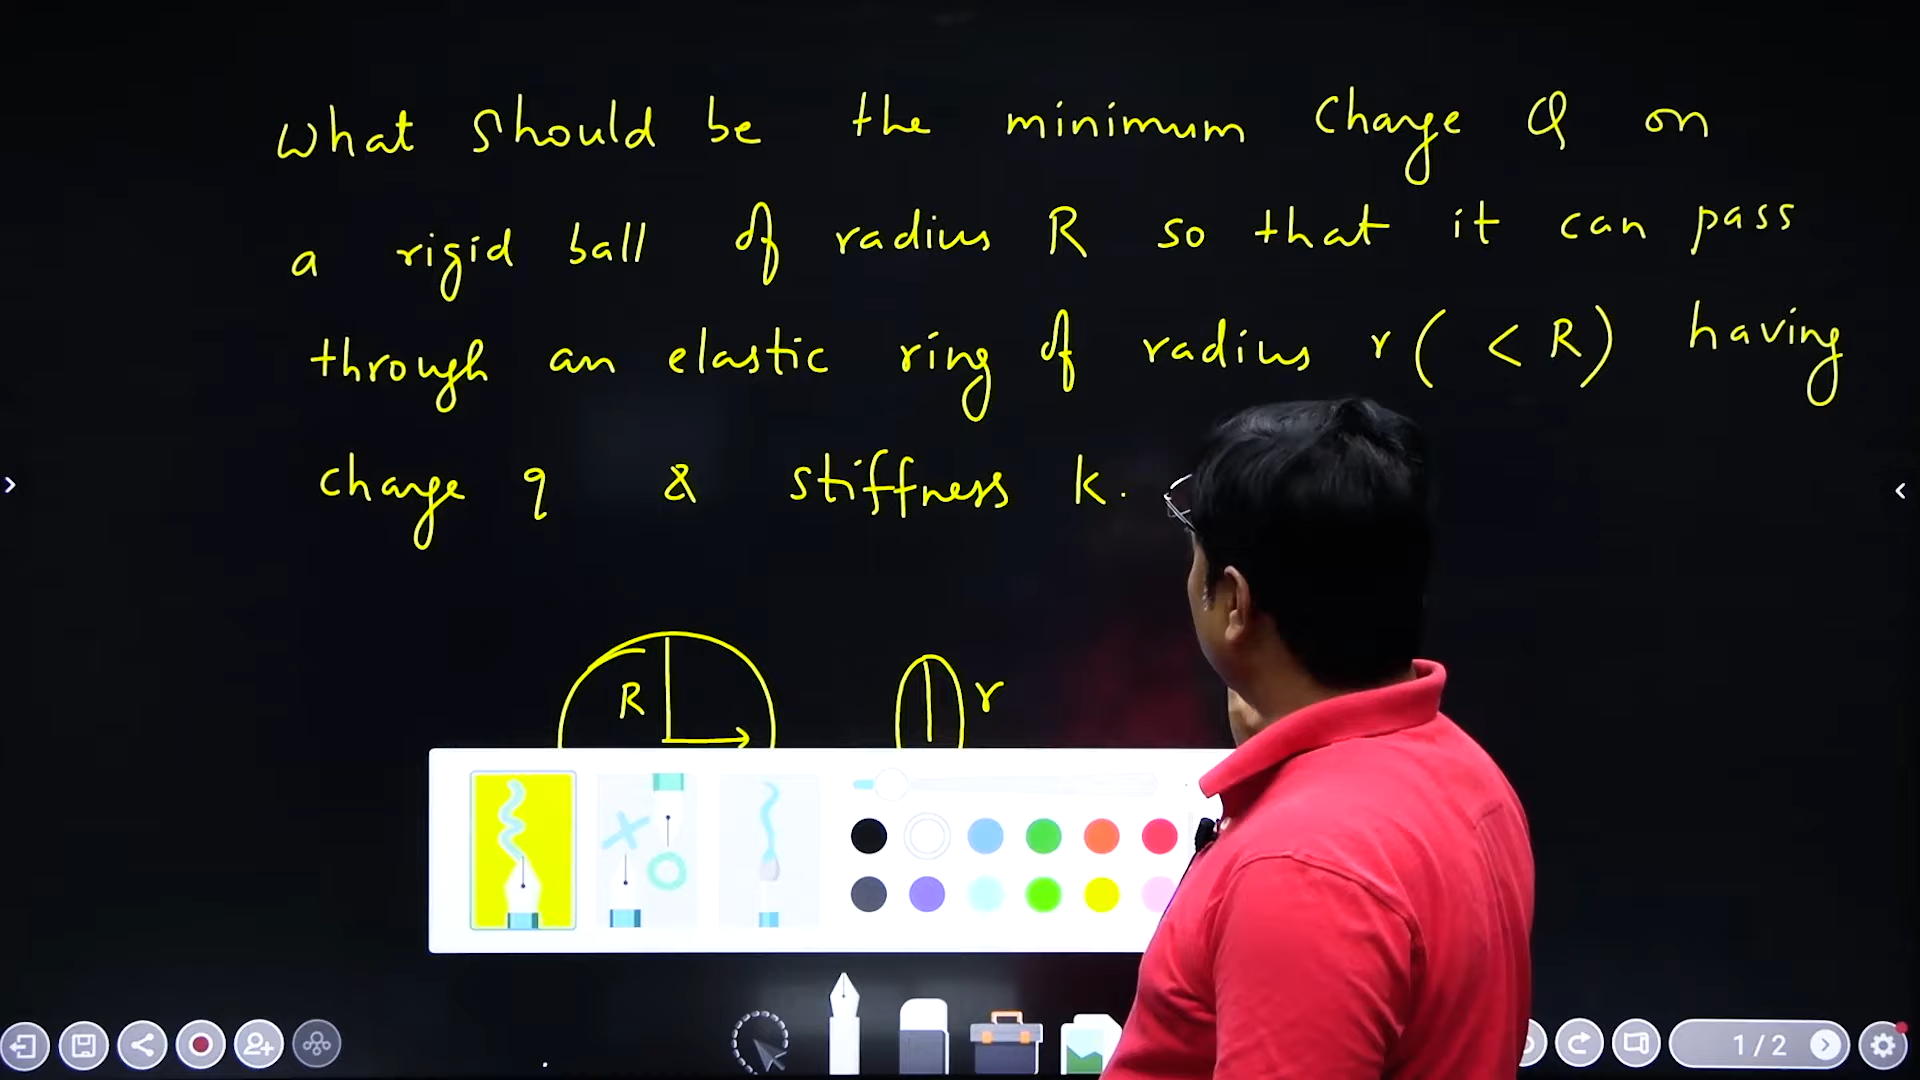 What should be the minimum charge Q on
a rigid ball of radius R so that it can pass
through an elastic ring of radius r ( < R) having
charge q & stiffness k.
R
r
1 / 2